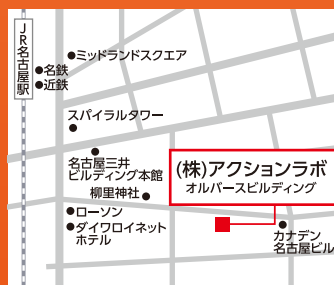 JR名古屋駅
ミッドランドスクエア
名鉄
近鉄
スパイラルタワー
名古屋三井
ビルディング本館
(株)アクションラボ
オルバースビルディング
柳里神社
ローソン
ダイワロイネット
ホテル
カナデン
名古屋ビル